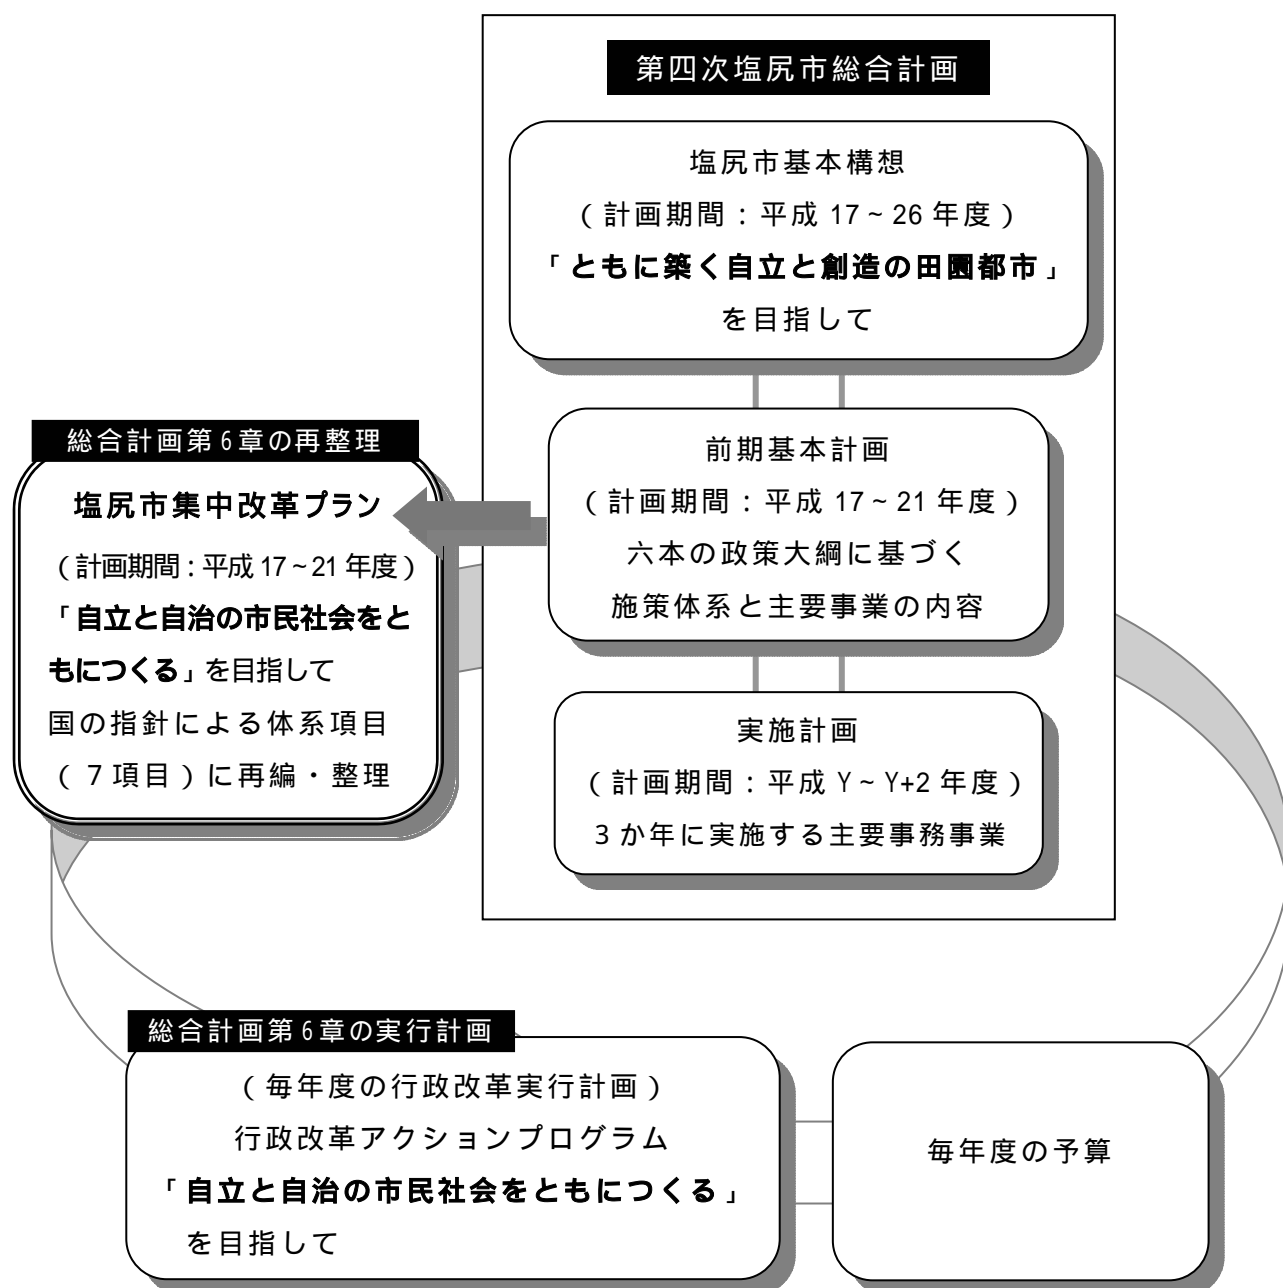 第四次塩尻市総合計画
塩尻市基本構想
（計画期間：平成 17～26 年度）
「ともに築く自立と創造の田園都市」
を目指して
前期基本計画
（計画期間：平成 17～21 年度）
六本の政策大綱に基づく
施策体系と主要事業の内容
実施計画
（計画期間：平成 Y～Y+2 年度）
3か年に実施する主要事務事業
総合計画第6章の再整理
塩尻市集中改革プラン
（計画期間：平成 17～21 年度）
「自立と自治の市民社会をと
もにつくる」を目指して
国の指針による体系項目
（7項目）に再編・整理
総合計画第6章の実行計画
（毎年度の行政改革実行計画）
行政改革アクションプログラム
「自立と自治の市民社会をともにつくる」
を目指して
毎年度の予算